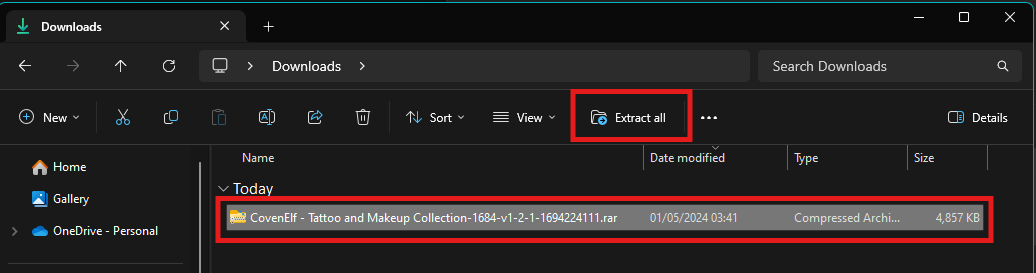 Downloads
Downloads
Search Downloads
New
Sort
View
Extract all
Details
Name
Date modified
Type
Size
Home
Gallery
OneDrive - Personal
Today
CovenElf - Tattoo and Makeup Collection-1684-v1-2-1-1694224111.rar
01/05/2024 03:41
Compressed Archi...
4,857 KB